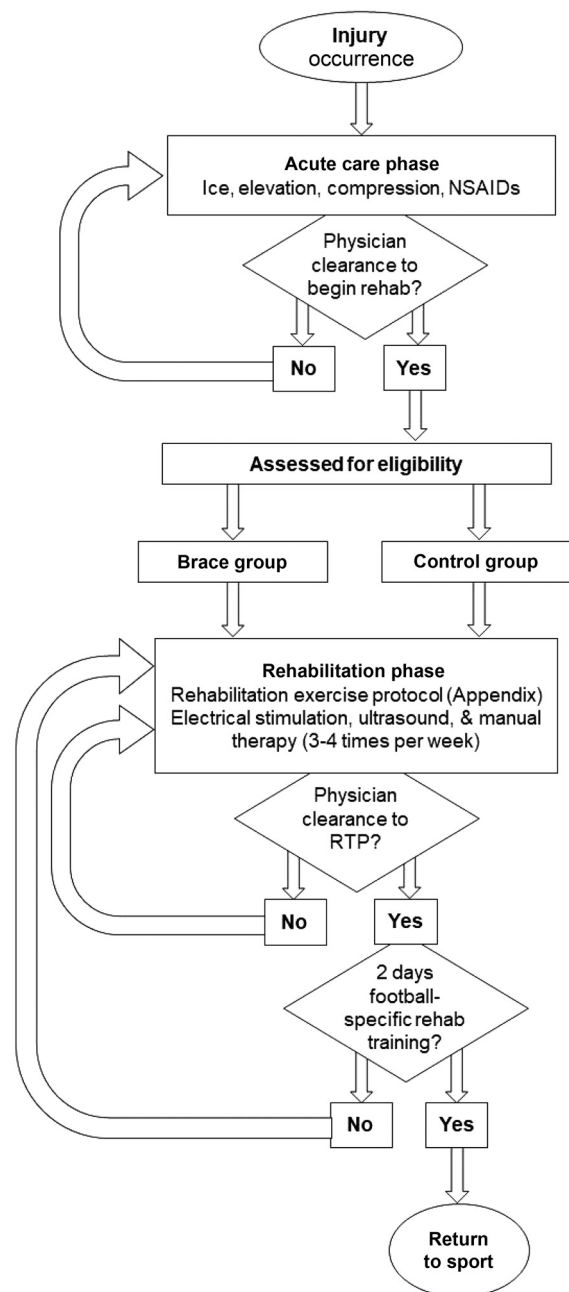 Injury
occurrence
Acute care phase
Ice, elevation, compression, NSAIDs
Physician
clearance to
begin rehab?
No
Yes
Assessed for eligibility
Brace group
Control group
Rehabilitation phase
Rehabilitation exercise protocol (Appendix)
Electrical stimulation, ultrasound, & manual
therapy (3-4 times per week)
Physician
clearance to
RTP?
No
Yes
2 days
football-
specific rehab
training?
No
Yes
Return
to sport